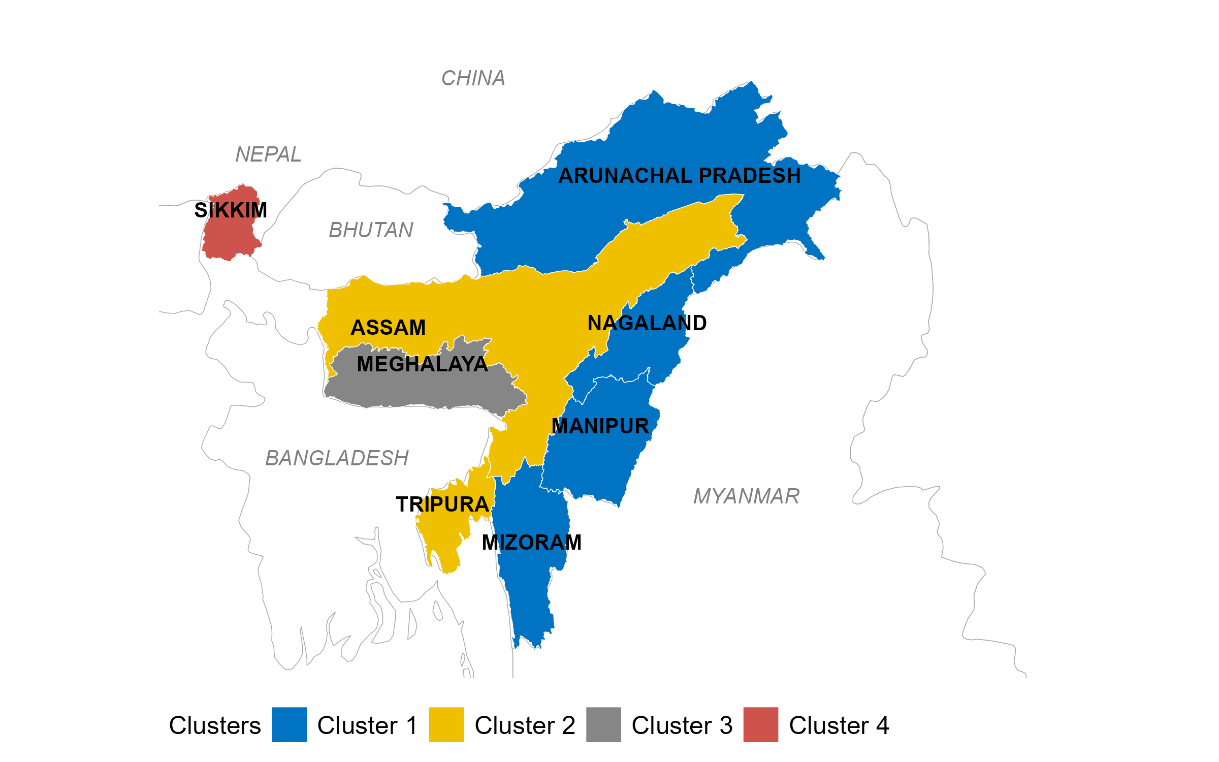 CHINA
NEPAL
ARUNACHAL PRADESH
SIKKIM
BHUTAN
NAGALAND
ASSAM
MEGHALAYA
MANIPUR
BANGLADESH
MYANMAR
TRIPURA
MIZORAM
Clusters Cluster 1 Cluster 2 Cluster 3 Cluster 4